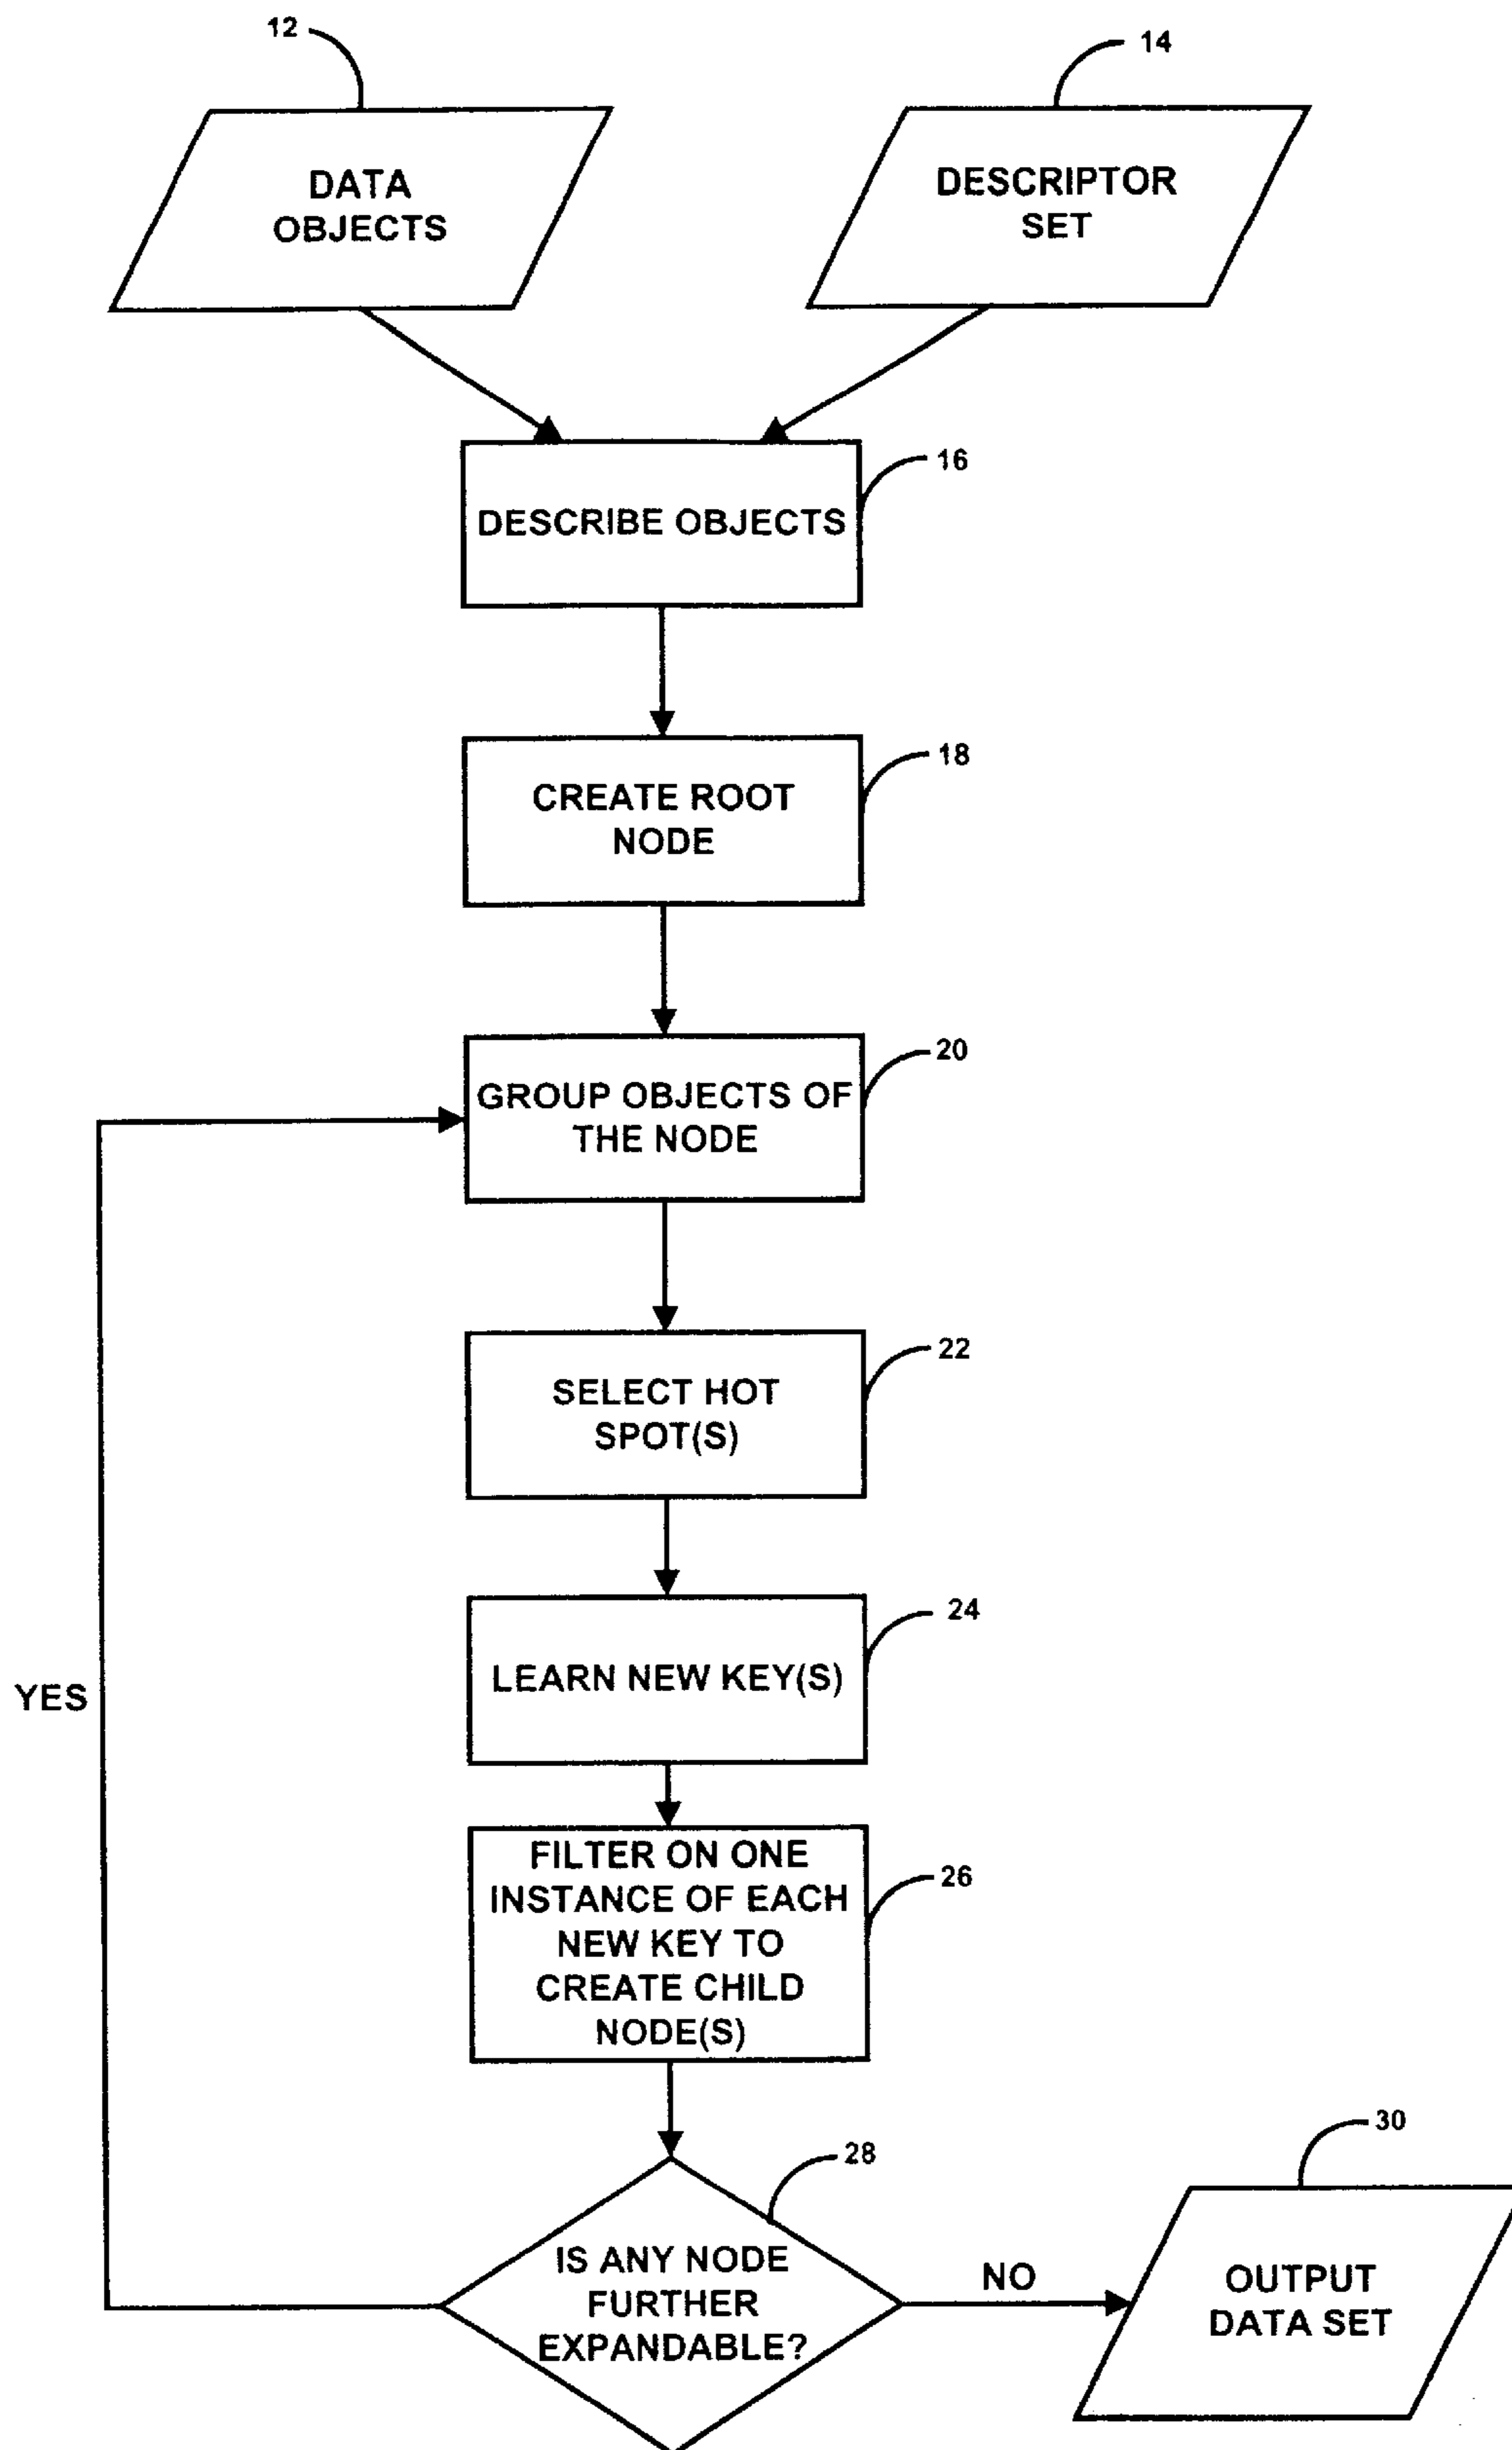 12
14
DATA
OBJECTS
DESCRIPTOR
SET
16
DESCRIBE OBJECTS
18
CREATE ROOT
NODE
20
GROUP OBJECTS OF
THE NODE
22
SELECT HOT
SPOT(S)
24
LEARN NEW KEY(S)
YES
26
FILTER ON ONE
INSTANCE OF EACH
NEW KEY TO
CREATE CHILD
NODE(S)
28
30
IS ANY NODE
FURTHER
EXPANDABLE?
NO
OUTPUT
DATA SET